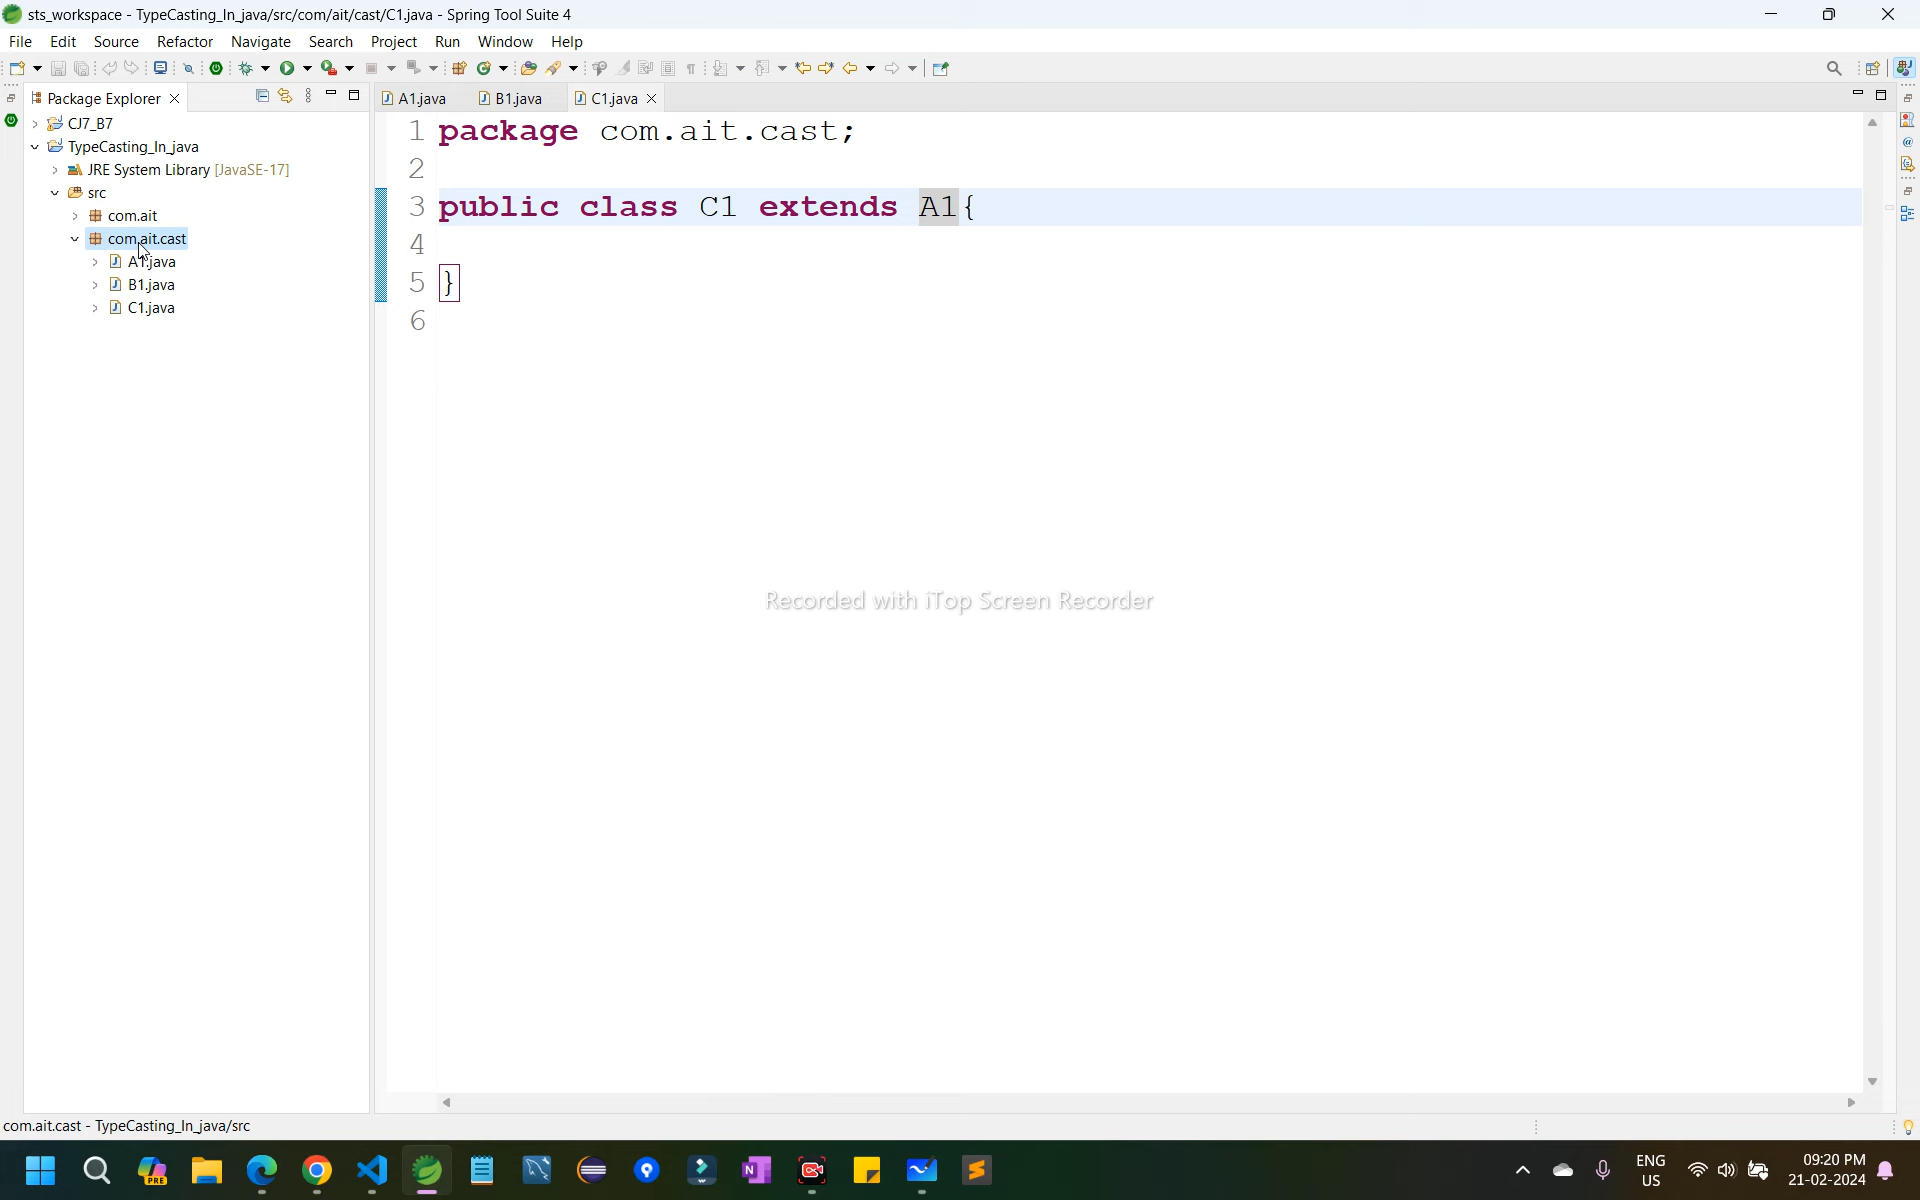 sts_workspace - TypeCasting_In_java/src/com/ait/cast/C1.java - Spring Tool Suite 4
File Edit Source Refactor Navigate Search Project Run Window Help
Package Explorer
A1.java B1.java C1.java
CJ7_B7
TypeCasting_In_java
JRE System Library [JavaSE-17]
src
com.ait
com.ait.cast
A1.java
B1.java
C1.java
1 package com.ait.cast;
2
3 public class C1 extends A1{
4
5 }
6
Recorded with iTop Screen Recorder
com.ait.cast - TypeCasting_In_java/src
PRE
N
ENG
US
09:20 PM
21-02-2024